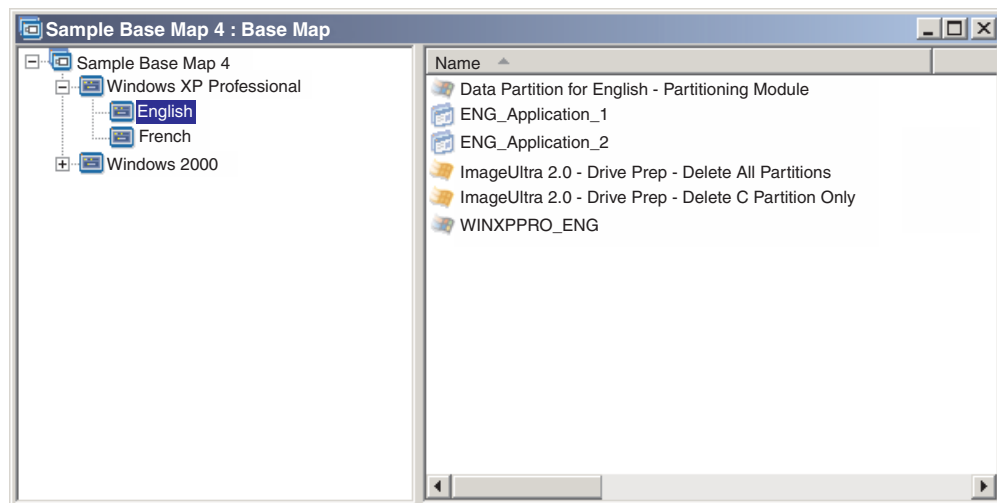 Sample Base Map 4 : Base Map
Sample Base Map 4
Windows XP Professional
English
French
Windows 2000
Name
Data Partition for English - Partitioning Module
ENG_Application_1
ENG_Application_2
ImageUltra 2.0 - Drive Prep - Delete All Partitions
ImageUltra 2.0 - Drive Prep - Delete C Partition Only
WINXPPRO_ENG